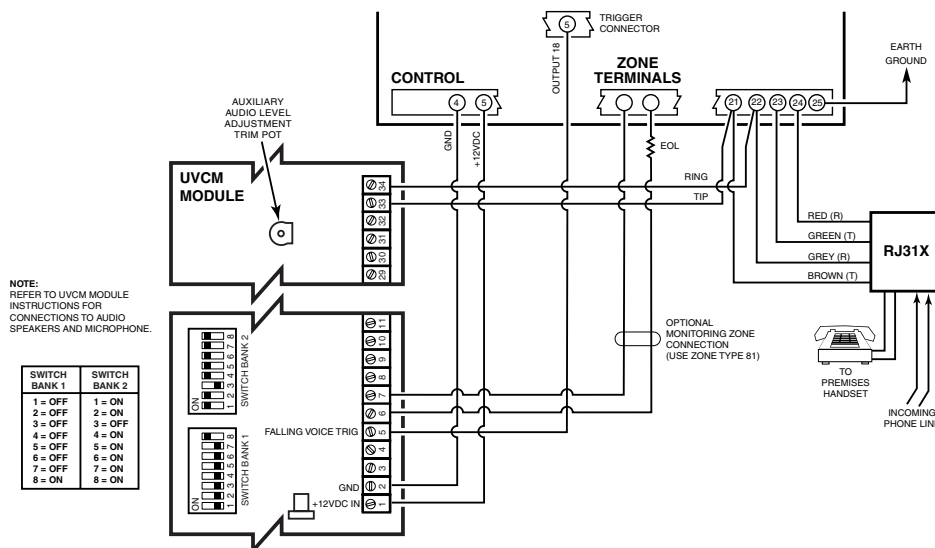 5
TRIGGER
CONNECTOR
OUTPUT 18
CONTROL
4
5
GND
+12VDC
ZONE
TERMINALS
EOL
21
22
23
24
25
EARTH
GROUND
AUXILIARY
AUDIO LEVEL
ADJUSTMENT
TRIM POT
UVCM
MODULE
34
33
32
31
30
29
RING
TIP
RED (R)
GREEN (T)
GREY (R)
BROWN (T)
RJ31X
NOTE:
REFER TO UVCM MODULE
INSTRUCTIONS FOR
CONNECTIONS TO AUDIO
SPEAKERS AND MICROPHONE.
SWITCH BANK 1 SWITCH BANK 2
1 = OFF 1 = ON
2 = OFF 2 = ON
3 = OFF 3 = OFF
4 = OFF 4 = ON
5 = OFF 5 = ON
6 = OFF 6 = ON
7 = OFF 7 = ON
8 = ON 8 = ON
ON
1 2 3 4 5 6 7 8
SWITCH BANK 2
ON
1 2 3 4 5 6 7 8
SWITCH BANK 1
11
10
9
8
7
6
5
4
3
2
1
FALLING VOICE TRIG
GND
+12VDC IN
OPTIONAL
MONITORING ZONE
CONNECTION
(USE ZONE TYPE 81)
TO
PREMISES
HANDSET
INCOMING
PHONE LINE